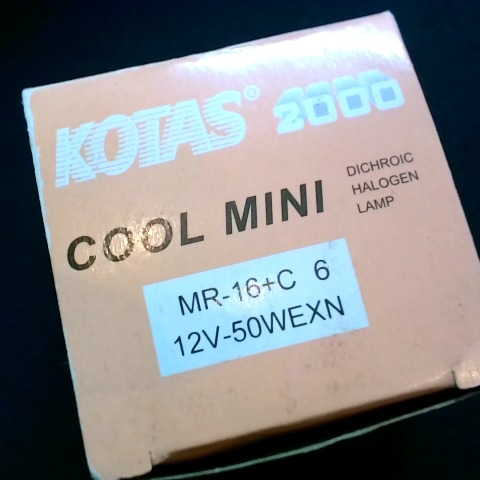 KOTAS® 2000
COOL MINI
DICHROIC
HALOGEN
LAMP
MR-16+C 6
12V-50WEXN